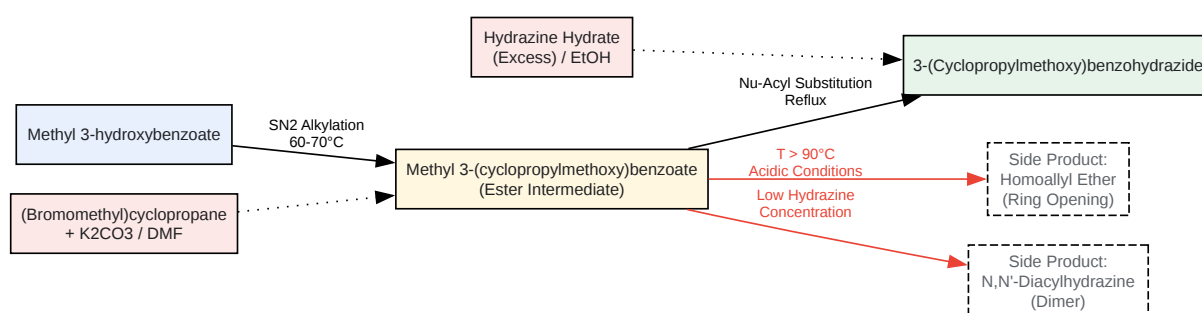 Hydrazine Hydrate
(Excess) / EtOH
3-(Cyclopropylmethoxy)benzohydrazide
Nu-Acyl Substitution
Reflux
Methyl 3-hydroxybenzoate
SN2 Alkylation
60-70°C
Methyl 3-(cyclopropylmethoxy)benzoate
(Ester Intermediate)
(Bromomethyl)cyclopropane
+ K2CO3 / DMF
T > 90°C
Acidic Conditions
Low Hydrazine
Concentration
Side Product:
Homoallyl Ether
(Ring Opening)
Side Product:
N,N'-Diacylhydrazine
(Dimer)